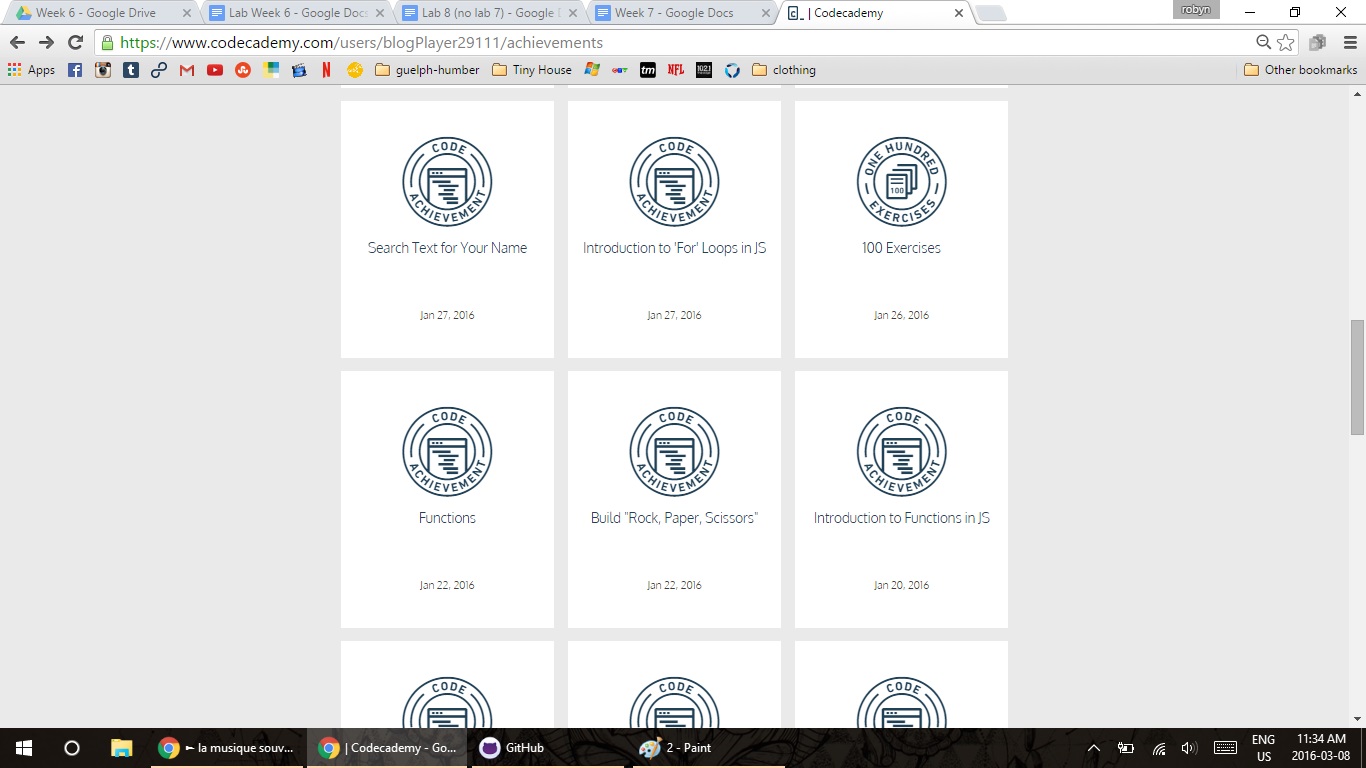 Week 6 - Google Drive
Lab Week 6 - Google Docs
Lab 8 (no lab 7) - Google D
Week 7 - Google Docs
| Codecademy
robyn
https://www.codecademy.com/users/blogPlayer29111/achievements
Apps
guelph-humber
Tiny House
tm
NFL
102.1
clothing
Other bookmarks
CODE ACHIEVEMENT
CODE ACHIEVEMENT
ONE HUNDRED EXERCISES
100
Search Text for Your Name
Introduction to 'For' Loops in JS
100 Exercises
Jan 27, 2016
Jan 27, 2016
Jan 26, 2016
CODE ACHIEVEMENT
CODE ACHIEVEMENT
CODE ACHIEVEMENT
Functions
Build "Rock, Paper, Scissors"
Introduction to Functions in JS
Jan 22, 2016
Jan 22, 2016
Jan 20, 2016
CODE
CODE
CODE
la musique souv...
| Codecademy - Go...
GitHub
2 - Paint
ENG
US
11:34 AM
2016-03-08